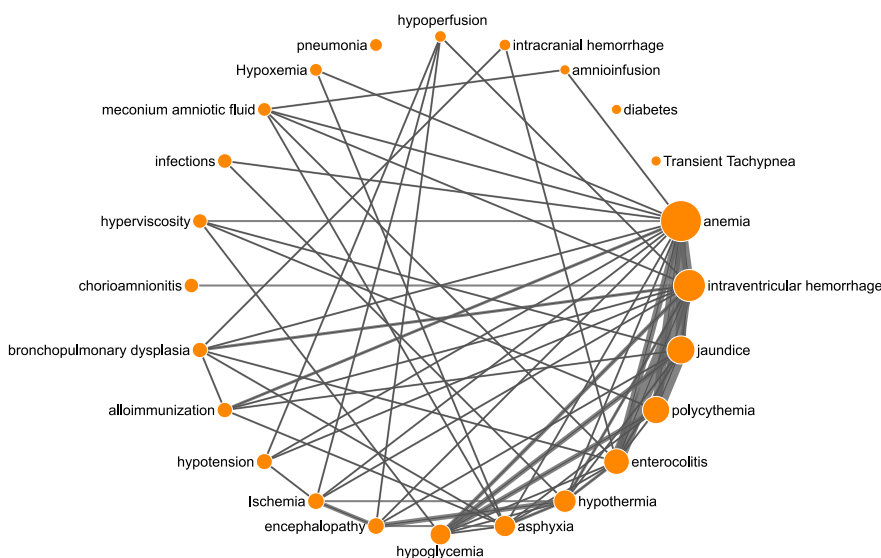 hypoperfusion
pneumonia
intracranial hemorrhage
Hypoxemia
amnioinfusion
meconium amniotic fluid
diabetes
infections
Transient Tachypnea
hyperviscosity
anemia
chorioamnionitis
intraventricular hemorrhage
bronchopulmonary dysplasia
jaundice
alloimmunization
polycythemia
hypotension
enterocolitis
Ischemia
hypothermia
encephalopathy
asphyxia
hypoglycemia